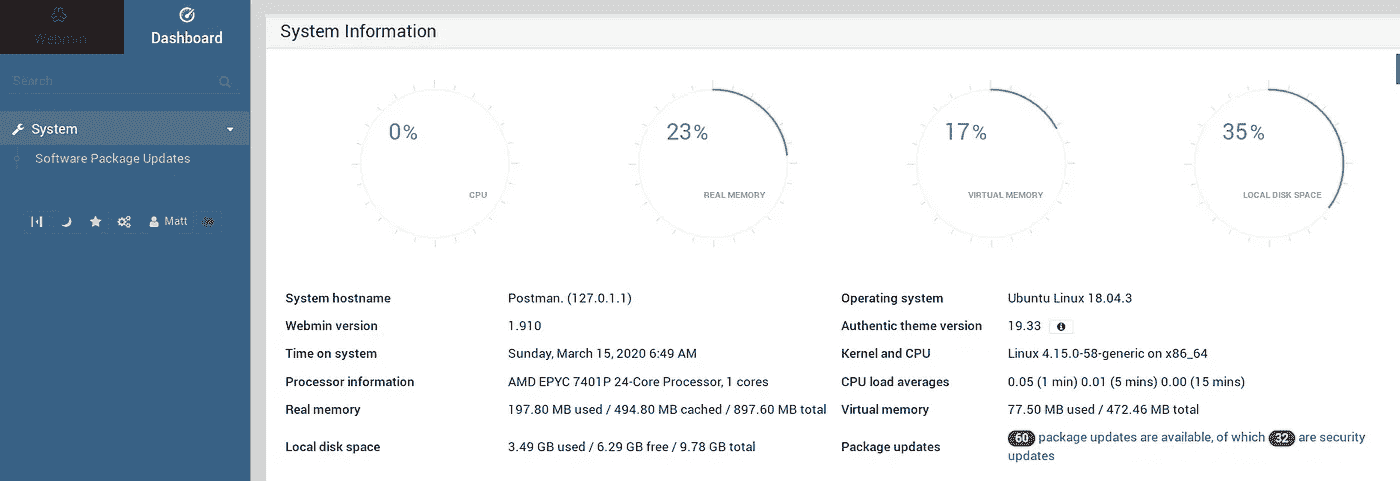 Webmin
Dashboard
Search
System
Software Package Updates
Matt
System Information
0%
CPU
23%
REAL MEMORY
17%
VIRTUAL MEMORY
35%
LOCAL DISK SPACE
System hostname Postman. (127.0.1.1) Operating system Ubuntu Linux 18.04.3
Webmin version 1.910 Authentic theme version 19.33
Time on system Sunday, March 15, 2020 6:49 AM Kernel and CPU Linux 4.15.0-58-generic on x86_64
Processor information AMD EPYC 7401P 24-Core Processor, 1 cores CPU load averages 0.05 (1 min) 0.01 (5 mins) 0.00 (15 mins)
Real memory 197.80 MB used / 494.80 MB cached / 897.60 MB total Virtual memory 77.50 MB used / 472.46 MB total
Local disk space 3.49 GB used / 6.29 GB free / 9.78 GB total Package updates 60 package updates are available, of which 32 are security
updates